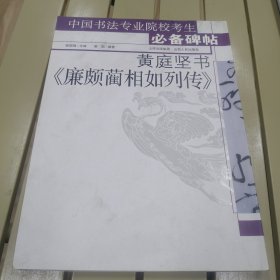 中国书法专业院校考生
必备碑帖
黄庭坚书
《廉颇蔺相如列传》